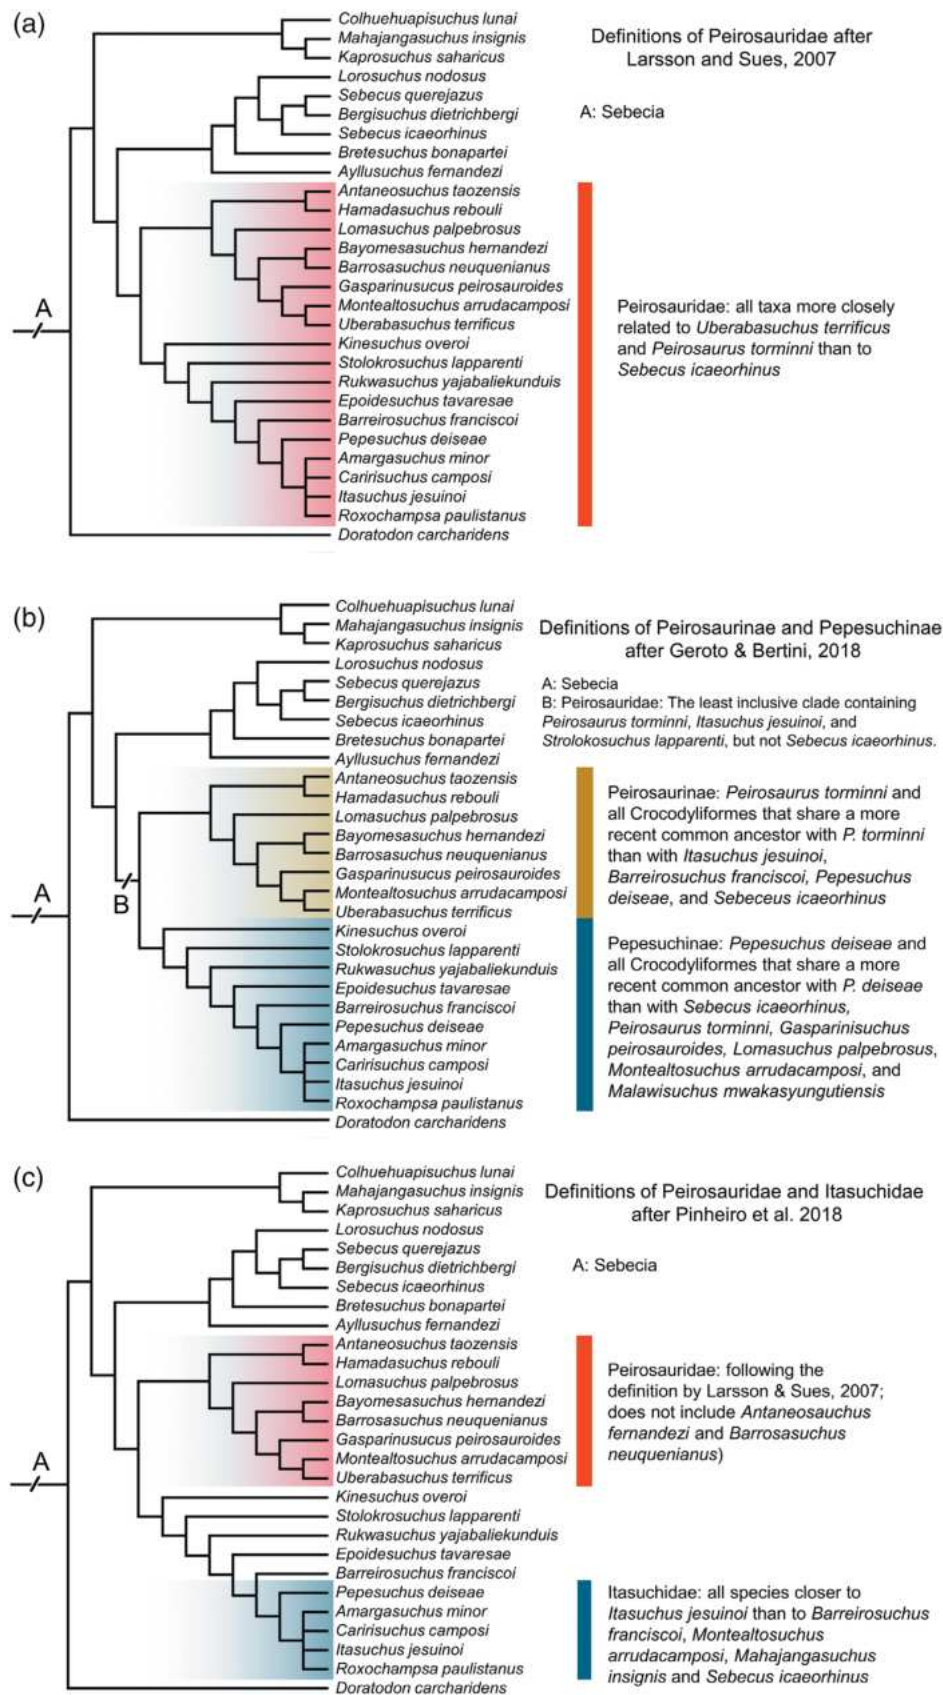 (a)
Colhuehuapisuchus lunai
Mahajangasuchus insignis
Kaprosuchus saharicus
Lorosuchus nodosus
Sebecus querejazus
Bergisuchus dietrichbergi
Sebecus icaeorhinus
Bretesuchus bonapartei
Ayllusuchus fernandezi
Antaneosuchus taozensis
Hamadasuchus rebouli
Lomasuchus palpebrosus
Bayomesasuchus hernandezi
Barrosasuchus neuquenianus
Gasparinusucus peirosauroides
Montealtosuchus arrudacamposi
Uberabasuchus terrificus
Kinesuchus overoi
Stolokrosuchus lapparenti
Rukwasuchus yajabaliekunduis
Epoidesuchus tavaresae
Barreirosuchus franciscoi
Pepesuchus deiseae
Amargasuchus minor
Caririsuchus camposi
Itasuchus jesuinoi
Roxochampsa paulistanus
Doratodon carcharidens
A
Definitions of Peirosauridae after
Larsson and Sues, 2007
A: Sebecia
Peirosauridae: all taxa more closely
related to Uberabasuchus terrificus
and Peirosaurus torminni than to
Sebecus icaeorhinus
(b)
Colhuehuapisuchus lunai
Mahajangasuchus insignis
Kaprosuchus saharicus
Lorosuchus nodosus
Sebecus querejazus
Bergisuchus dietrichbergi
Sebecus icaeorhinus
Bretesuchus bonapartei
Ayllusuchus fernandezi
Antaneosuchus taozensis
Hamadasuchus rebouli
Lomasuchus palpebrosus
Bayomesasuchus hernandezi
Barrosasuchus neuquenianus
Gasparinusucus peirosauroides
Montealtosuchus arrudacamposi
Uberabasuchus terrificus
Kinesuchus overoi
Stolokrosuchus lapparenti
Rukwasuchus yajabaliekunduis
Epoidesuchus tavaresae
Barreirosuchus franciscoi
Pepesuchus deiseae
Amargasuchus minor
Caririsuchus camposi
Itasuchus jesuinoi
Roxochampsa paulistanus
Doratodon carcharidens
A
B
Definitions of Peirosaurinae and Pepesuchinae
after Geroto & Bertini, 2018
A: Sebecia
B: Peirosauridae: The least inclusive clade containing
Peirosaurus torminni, Itasuchus jesuinoi, and
Strolokosuchus lapparenti, but not Sebecus icaeorhinus.
Peirosaurinae: Peirosaurus torminni and
all Crocodyliformes that share a more
recent common ancestor with P. torminni
than with Itasuchus jesuinoi,
Barreirosuchus franciscoi, Pepesuchus
deiseae, and Sebeceus icaeorhinus
Pepesuchinae: Pepesuchus deiseae and
all Crocodyliformes that share a more
recent common ancestor with P. deiseae
than with Sebecus icaeorhinus,
Peirosaurus torminni, Gasparinisuchus
peirosauroides, Lomasuchus palpebrosus,
Montealtosuchus arrudacamposi, and
Malawisuchus mwakasyungutiensis
(c)
Colhuehuapisuchus lunai
Mahajangasuchus insignis
Kaprosuchus saharicus
Lorosuchus nodosus
Sebecus querejazus
Bergisuchus dietrichbergi
Sebecus icaeorhinus
Bretesuchus bonapartei
Ayllusuchus fernandezi
Antaneosuchus taozensis
Hamadasuchus rebouli
Lomasuchus palpebrosus
Bayomesasuchus hernandezi
Barrosasuchus neuquenianus
Gasparinusucus peirosauroides
Montealtosuchus arrudacamposi
Uberabasuchus terrificus
Kinesuchus overoi
Stolokrosuchus lapparenti
Rukwasuchus yajabaliekunduis
Epoidesuchus tavaresae
Barreirosuchus franciscoi
Pepesuchus deiseae
Amargasuchus minor
Caririsuchus camposi
Itasuchus jesuinoi
Roxochampsa paulistanus
Doratodon carcharidens
A
Definitions of Peirosauridae and Itasuchidae
after Pinheiro et al. 2018
A: Sebecia
Peirosauridae: following the
definition by Larsson & Sues, 2007;
does not include Antaneosauchus
fernandezi and Barrosasuchus
neuquenianus)
Itasuchidae: all species closer to
Itasuchus jesuinoi than to Barreirosuchus
franciscoi, Montealtosuchus
arrudacamposi, Mahajangasuchus
insignis and Sebecus icaeorhinus